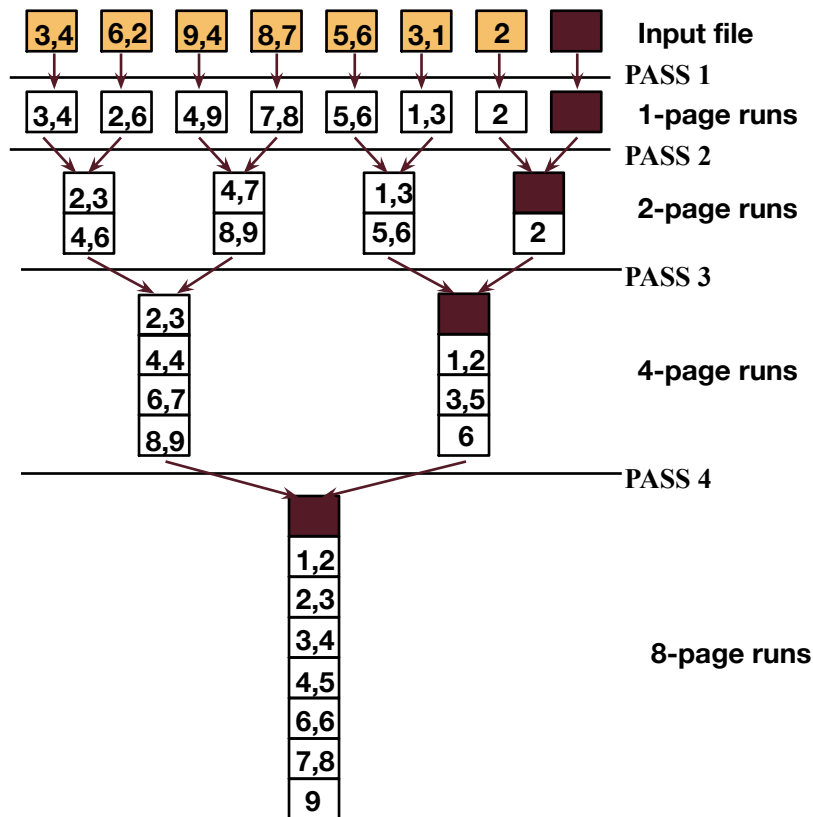 3,4 6,2 9,4 8,7 5,6 3,1 2 Input file
PASS 1
3,4 2,6 4,9 7,8 5,6 1,3 2 1-page runs
PASS 2
2,3 4,7 1,3
4,6 8,9 5,6 2
2-page runs
PASS 3
2,3
4,4 1,2
6,7 3,5
8,9 6
4-page runs
PASS 4
1,2
2,3
3,4
4,5
6,6
7,8
9
8-page runs